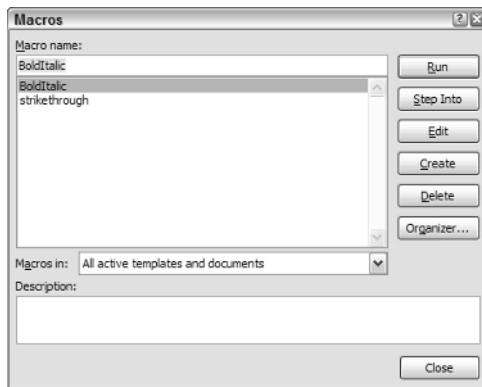 Macros
Macro name:
BoldItalic
Run
BoldItalic
strikethrough
Step Into
Edit
Create
Delete
Organizer...
Macros in: All active templates and documents
Description:
Close